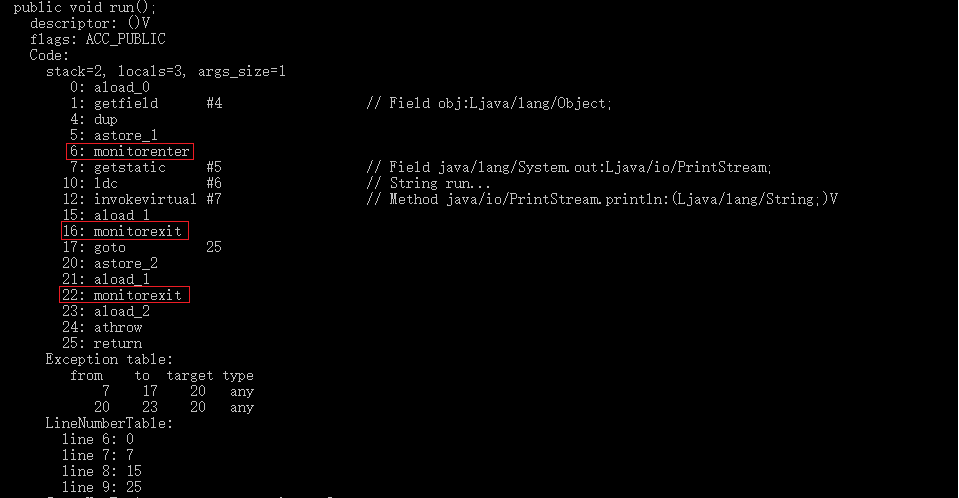 public void run();
descriptor: ()V
flags: ACC_PUBLIC
Code:
stack=2, locals=3, args_size=1
0: aload_0
1: getfield #4 // Field obj:Ljava/lang/Object;
4: dup
5: astore_1
6: monitorenter
7: getstatic #5 // Field java/lang/System.out:Ljava/io/PrintStream;
10: ldc #6 // String run...
12: invokevirtual #7 // Method java/io/PrintStream.println:(Ljava/lang/String;)V
15: aload_1
16: monitorexit
17: goto 25
20: astore_2
21: aload_1
22: monitorexit
23: aload_2
24: athrow
25: return
Exception table:
from to target type
7 17 20 any
20 23 20 any
LineNumberTable:
line 6: 0
line 7: 7
line 8: 15
line 9: 25